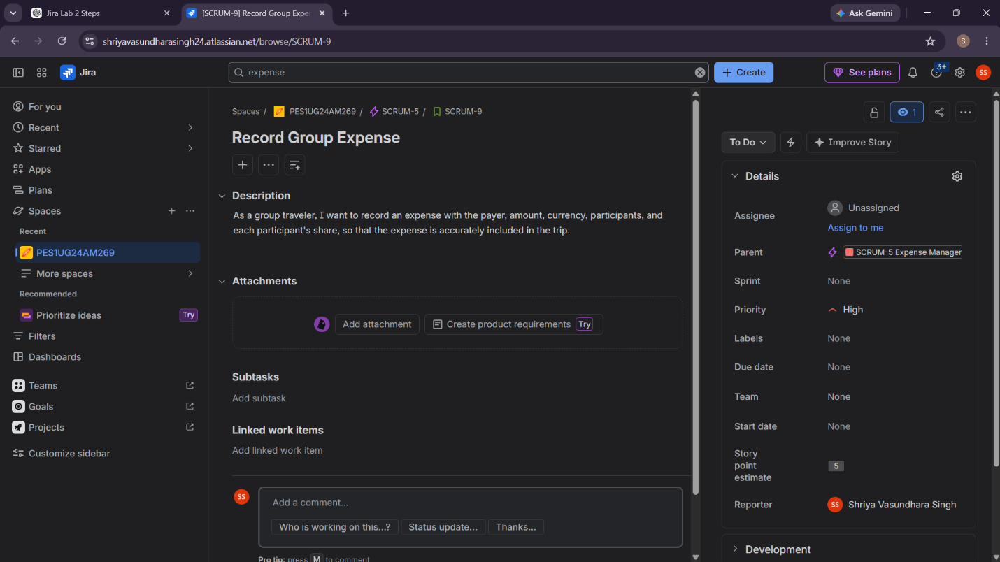 Jira Lab 2 Steps
[SCRUM-9] Record Group Expe
Ask Gemini
shriyavasundharasingh24.atlassian.net/browse/SCRUM-9
S
Jira
expense
Create
See plans
3+
SS
For you
Recent
Starred
Apps
Plans
Spaces
Recent
PES1UG24AM269
More spaces
Recommended
Prioritize ideas
Try
Filters
Dashboards
Teams
Goals
Projects
Customize sidebar
Spaces / PES1UG24AM269 / SCRUM-5 / SCRUM-9
Record Group Expense
Description
As a group traveler, I want to record an expense with the payer, amount, currency, participants, and
each participant's share, so that the expense is accurately included in the trip.
Attachments
Add attachment
Create product requirements Try
Subtasks
Add subtask
Linked work items
Add linked work item
SS
Add a comment...
Who is working on this...?
Status update...
Thanks...
Pro tip: press M to comment
1
To Do
Improve Story
Details
Assignee
Unassigned
Assign to me
Parent
SCRUM-5 Expense Manager
Sprint
None
Priority
High
Labels
None
Due date
None
Team
None
Start date
None
Story
point
estimate
5
Reporter
SS
Shriya Vasundhara Singh
Development